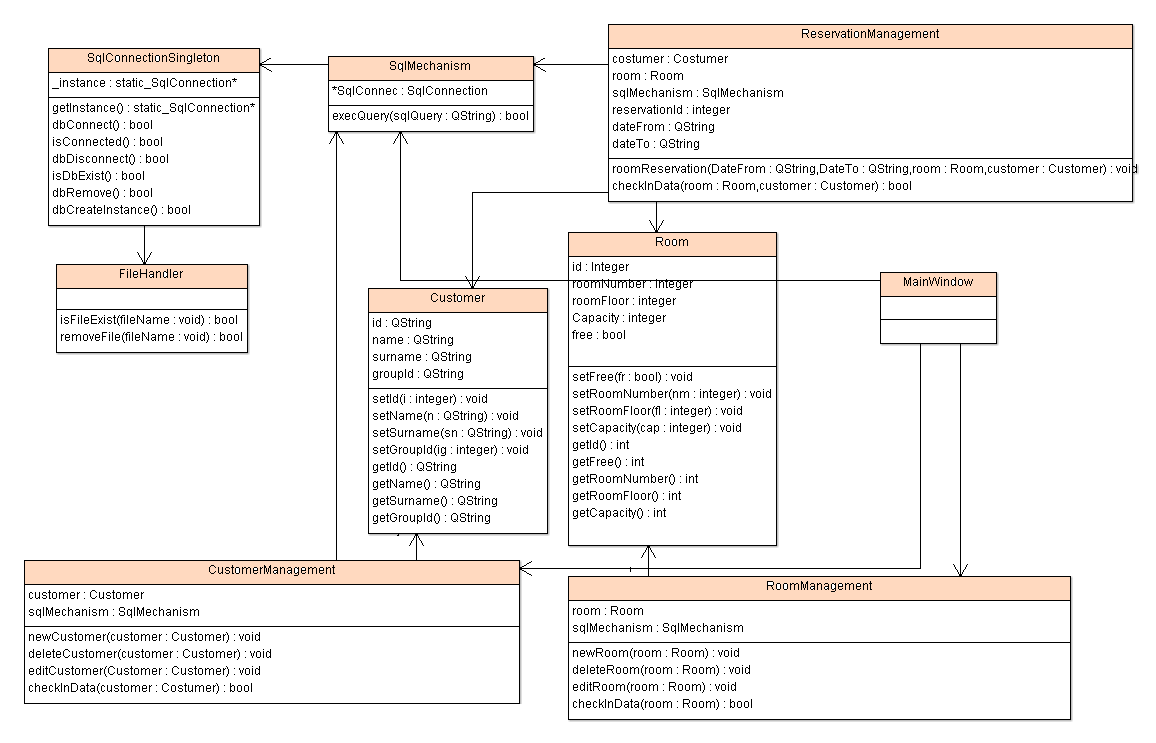 SqlConnectionSingleton
_instance : static_SqlConnection*
getInstance() : static_SqlConnection*
dbConnect() : bool
isConnected() : bool
dbDisconnect() : bool
isDbExist() : bool
dbRemove() : bool
dbCreateInstance() : bool
SqlMechanism
*SqlConnec : SqlConnection
execQuery(sqlQuery : QString) : bool
ReservationManagement
costumer : Costumer
room : Room
sqlMechanism : SqlMechanism
reservationId : integer
dateFrom : QString
dateTo : QString
roomReservation(DateFrom : QString,DateTo : QString,room : Room,customer : Customer) : void
checkInData(room : Room,customer : Customer) : bool
FileHandler
isFileExist(fileName : void) : bool
removeFile(fileName : void) : bool
Customer
id : QString
name : QString
surname : QString
groupId : QString
setId(i : integer) : void
setName(n : QString) : void
setSurname(sn : QString) : void
setGroupId(ig : integer) : void
getId() : QString
getName() : QString
getSurname() : QString
getGroupId() : QString
Room
id : Integer
roomNumber : Integer
roomFloor : integer
Capacity : integer
free : bool
setFree(fr : bool) : void
setRoomNumber(nm : integer) : void
setRoomFloor(fl : integer) : void
setCapacity(cap : integer) : void
getId() : int
getFree() : int
getRoomNumber() : int
getRoomFloor() : int
getCapacity() : int
MainWindow
CustomerManagement
customer : Customer
sqlMechanism : SqlMechanism
newCustomer(customer : Customer) : void
deleteCustomer(customer : Customer) : void
editCustomer(Customer : Customer) : void
checkInData(customer : Costumer) : bool
RoomManagement
room : Room
sqlMechanism : SqlMechanism
newRoom(room : Room) : void
deleteRoom(room : Room) : void
editRoom(room : Room) : void
checkInData(room : Room) : bool